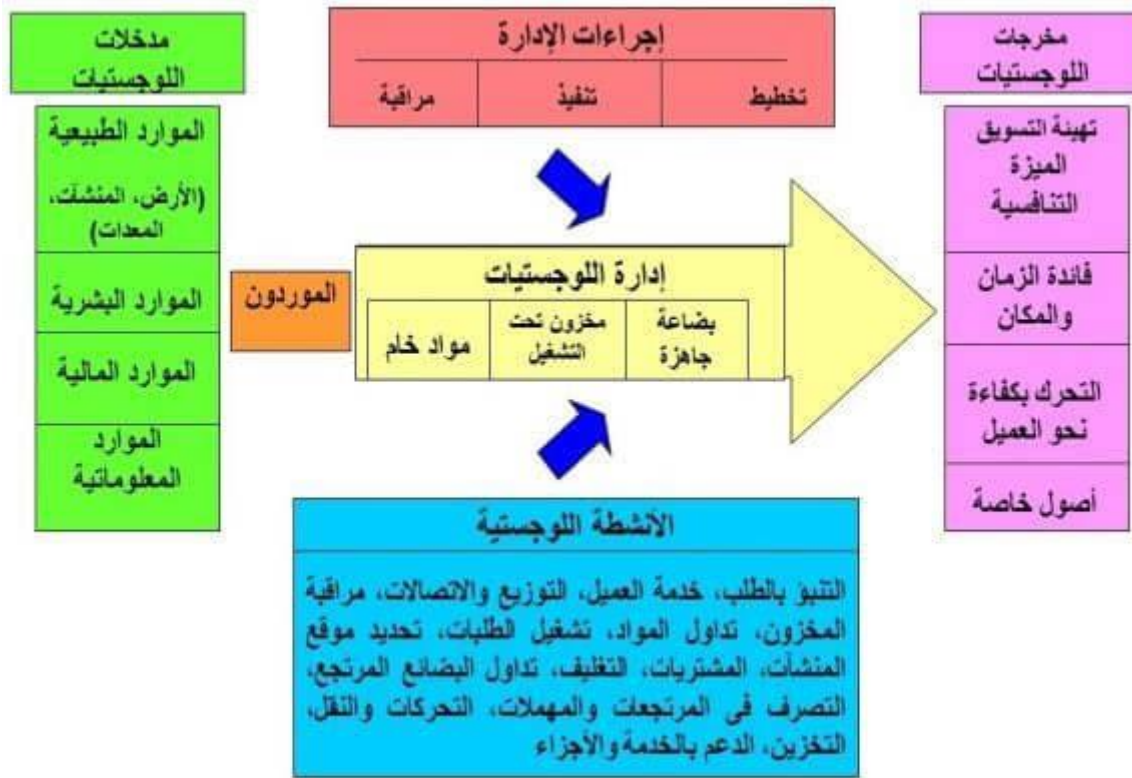 إجراءات الإدارة
تخطيط
تنفيذ
مراقبة
مدخلات
اللوجستيات
الموارد الطبيعية
(الأرض، المنشآت،
المعدات)
الموارد البشرية
الموارد المالية
الموارد
المعلوماتية
الموردون
إدارة اللوجستيات
مواد خام
مخزون تحت
التشغيل
بضاعة
جاهزة
مخرجات
اللوجستيات
تهيئة التسويق
الميزة
التنافسية
فائدة الزمان
والمكان
التحرك بكفاءة
نحو العميل
أصول خاصة
الأنشطة اللوجستية
التنبؤ بالطلب، خدمة العميل، التوزيع والاتصالات، مراقبة
المخزون، تداول المواد، تشغيل الطلبات، تحديد موقع
المنشآت، المشتريات، التغليف، تداول البضائع المرتجع،
التصرف فى المرتجعات والمهملات، التحركات والنقل،
التخزين، الدعم بالخدمة والأجزاء